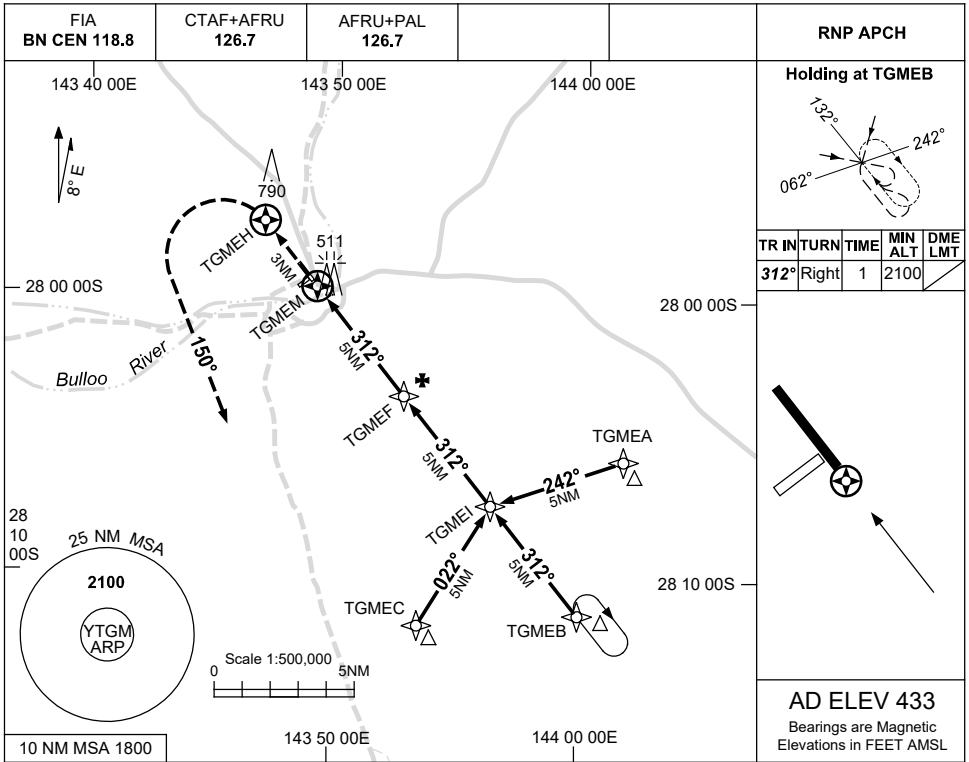 FIA
BN CEN 118.8
CTAF+AFRU
126.7
AFRU+PAL
126.7
RNP APCH
143 40 00E
143 50 00E
144 00 00E
8° E
790
TGMEH
3NM
511
TGMEM
28 00 00S
28 00 00S
150°
Bulloo River
312°
5NM
TGMEF
312°
5NM
TGMEA
242°
5NM
TGMEI
022°
5NM
312°
5NM
TGMEC
TGMEB
28
10
00S
28 10 00S
25 NM MSA
2100
YTGM
ARP
Scale 1:500,000
0 5NM
10 NM MSA 1800
143 50 00E
144 00 00E
Holding at TGMEB
132°
242°
062°
TR IN TURN TIME MIN ALT DME LMT
312° Right 1 2100
AD ELEV 433
Bearings are Magnetic
Elevations in FEET AMSL